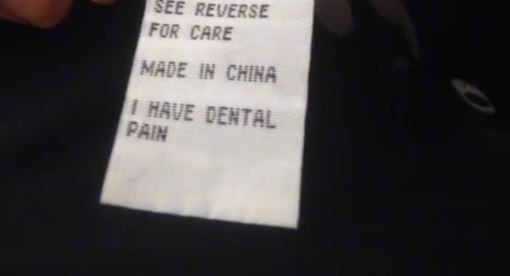 SEE REVERSE
FOR CARE
MADE IN CHINA
I HAVE DENTAL
PAIN